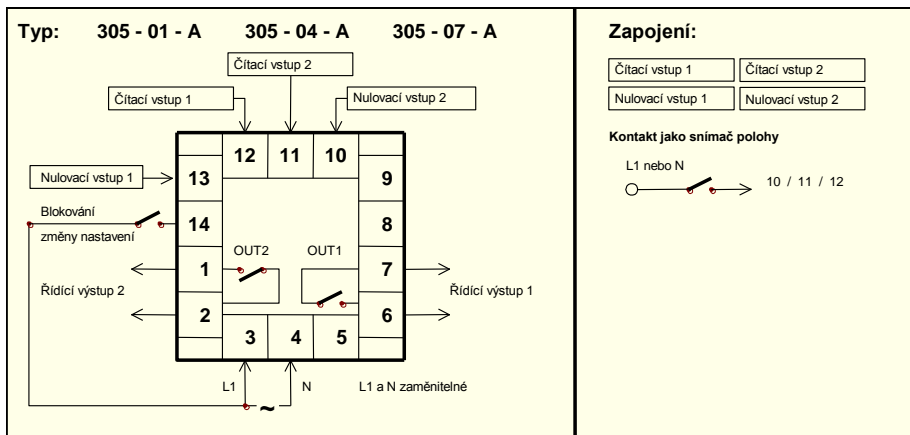 Typ: 305 - 01 - A 305 - 04 - A 305 - 07 - A
Čítací vstup 2
Čítací vstup 1
Nulovací vstup 2
12 11 10
Nulovací vstup 1
13
9
Blokování
změny nastavení
14
8
OUT2
OUT1
1
7
Řídící výstup 2
Řídící výstup 1
2
6
3 4 5
L1
N
L1 a N zaměnitelné
~
Zapojení:
Čítací vstup 1
Čítací vstup 2
Nulovací vstup 1
Nulovací vstup 2
Kontakt jako snímač polohy
L1 nebo N
10 / 11 / 12